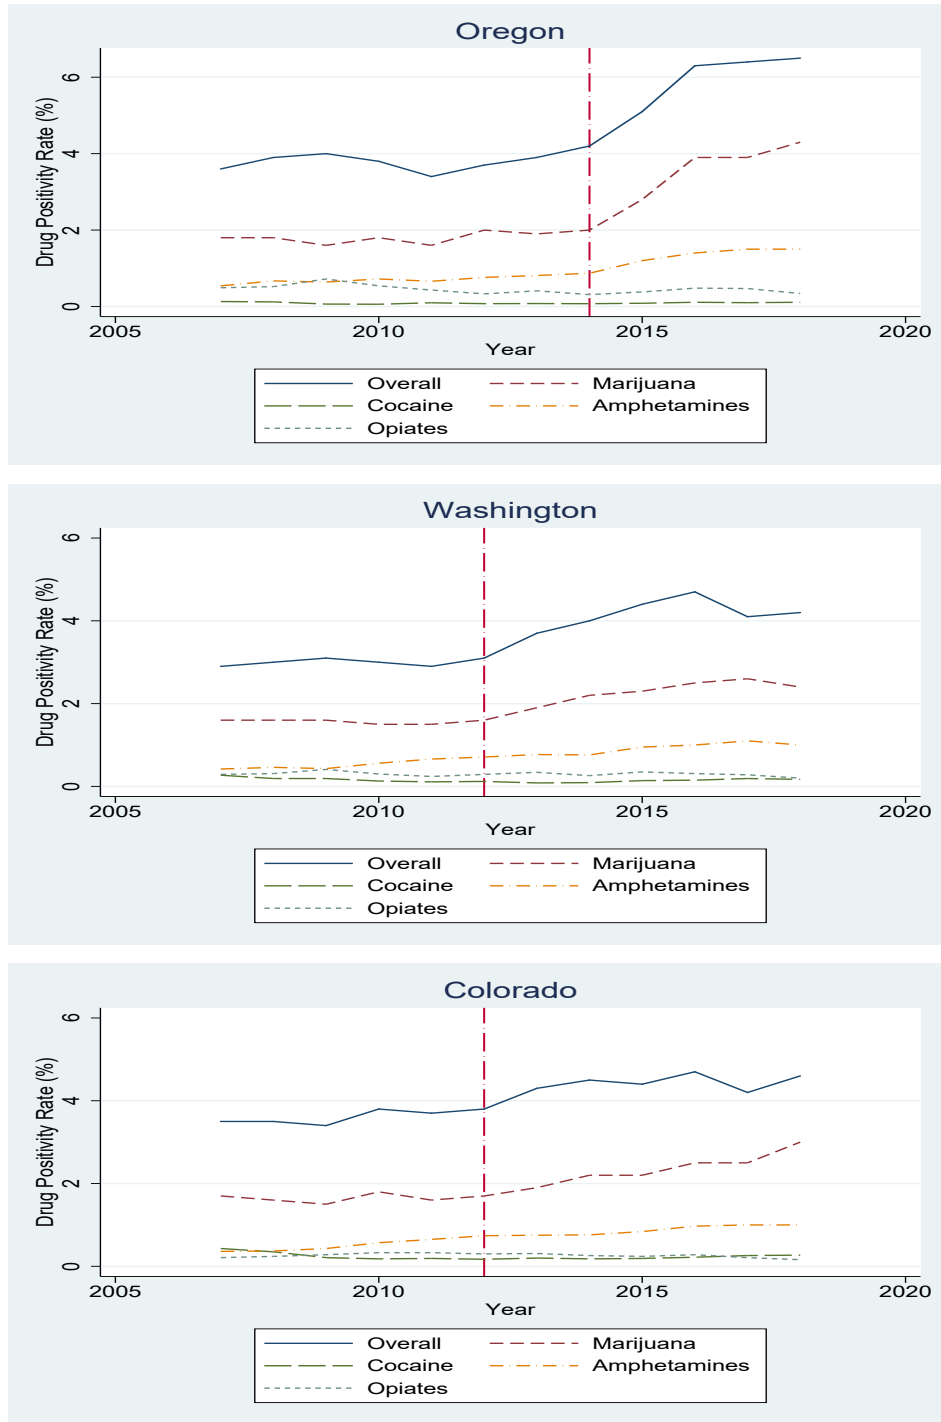 Oregon
Drug Positivity Rate (%)
6
4
2
0
2005 2010 2015 2020
Year
Overall Marijuana
Cocaine Amphetamines
Opiates
Washington
Drug Positivity Rate (%)
6
4
2
0
2005 2010 2015 2020
Year
Overall Marijuana
Cocaine Amphetamines
Opiates
Colorado
Drug Positivity Rate (%)
6
4
2
0
2005 2010 2015 2020
Year
Overall Marijuana
Cocaine Amphetamines
Opiates